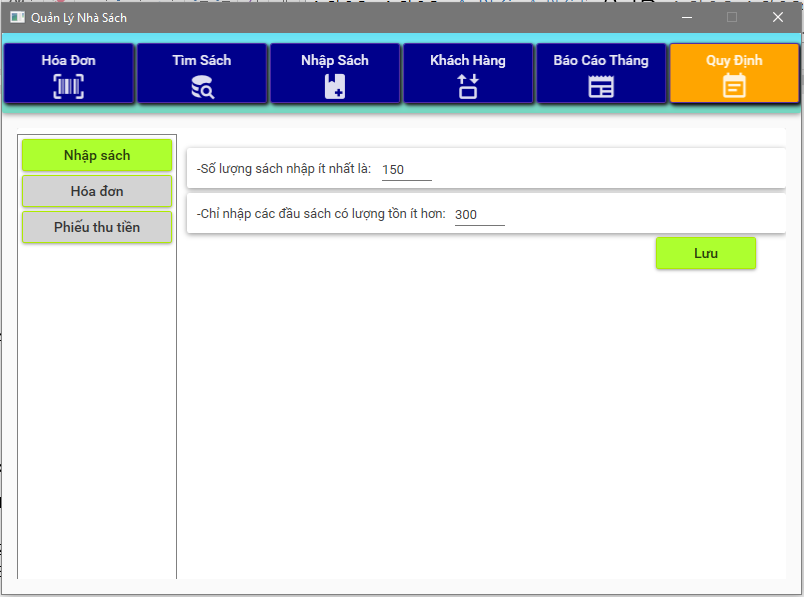 Quản Lý Nhà Sách
Hóa Đơn
Tìm Sách
Nhập Sách
Khách Hàng
Báo Cáo Tháng
Quy Định
Nhập sách
Hóa đơn
Phiếu thu tiền
-Số lượng sách nhập ít nhất là: 150
-Chỉ nhập các đầu sách có lượng tồn ít hơn: 300
Lưu